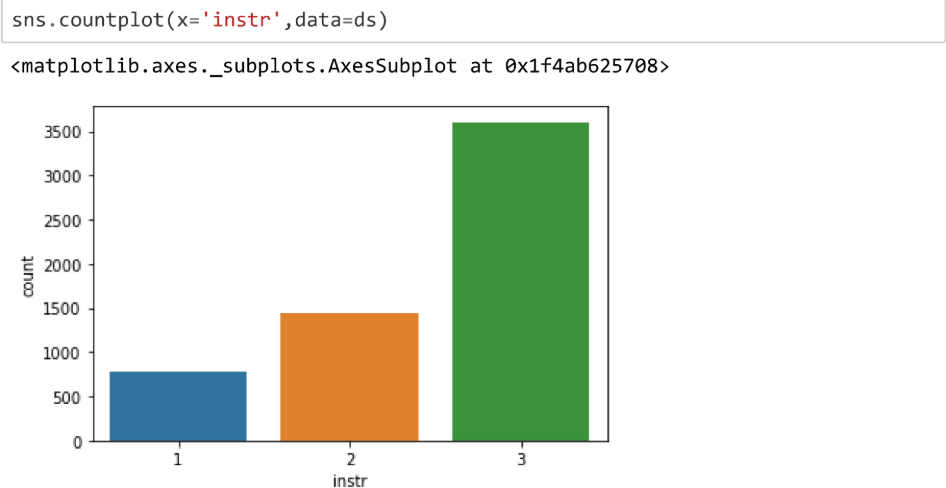 sns.countplot(x='instr',data=ds)
<matplotlib.axes._subplots.AxesSubplot at 0x1f4ab625708>
3500
3000
2500
2000
1500
1000
500
0
count
1 2 3
instr